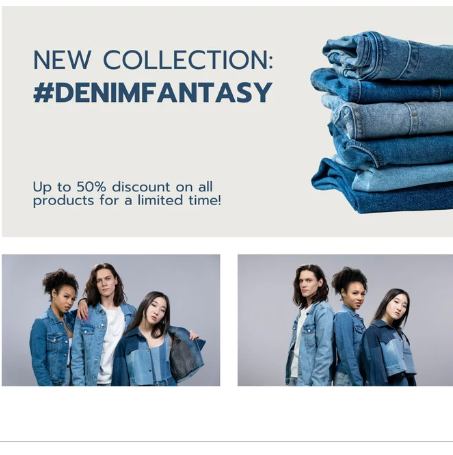 NEW COLLECTION:
#DENIMFANTASY
Up to 50% discount on all
products for a limited time!